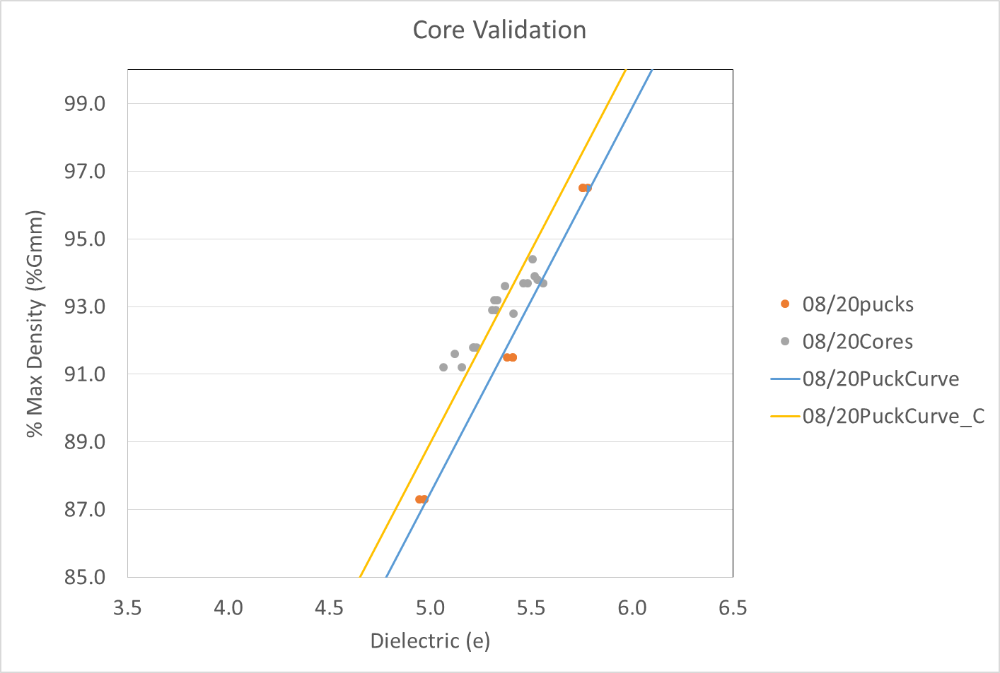 Core Validation
% Max Density (%Gmm)
99.0
97.0
95.0
93.0
91.0
89.0
87.0
85.0
3.5 4.0 4.5 5.0 5.5 6.0 6.5
Dielectric (e)
08/20pucks
08/20Cores
08/20PuckCurve
08/20PuckCurve_C